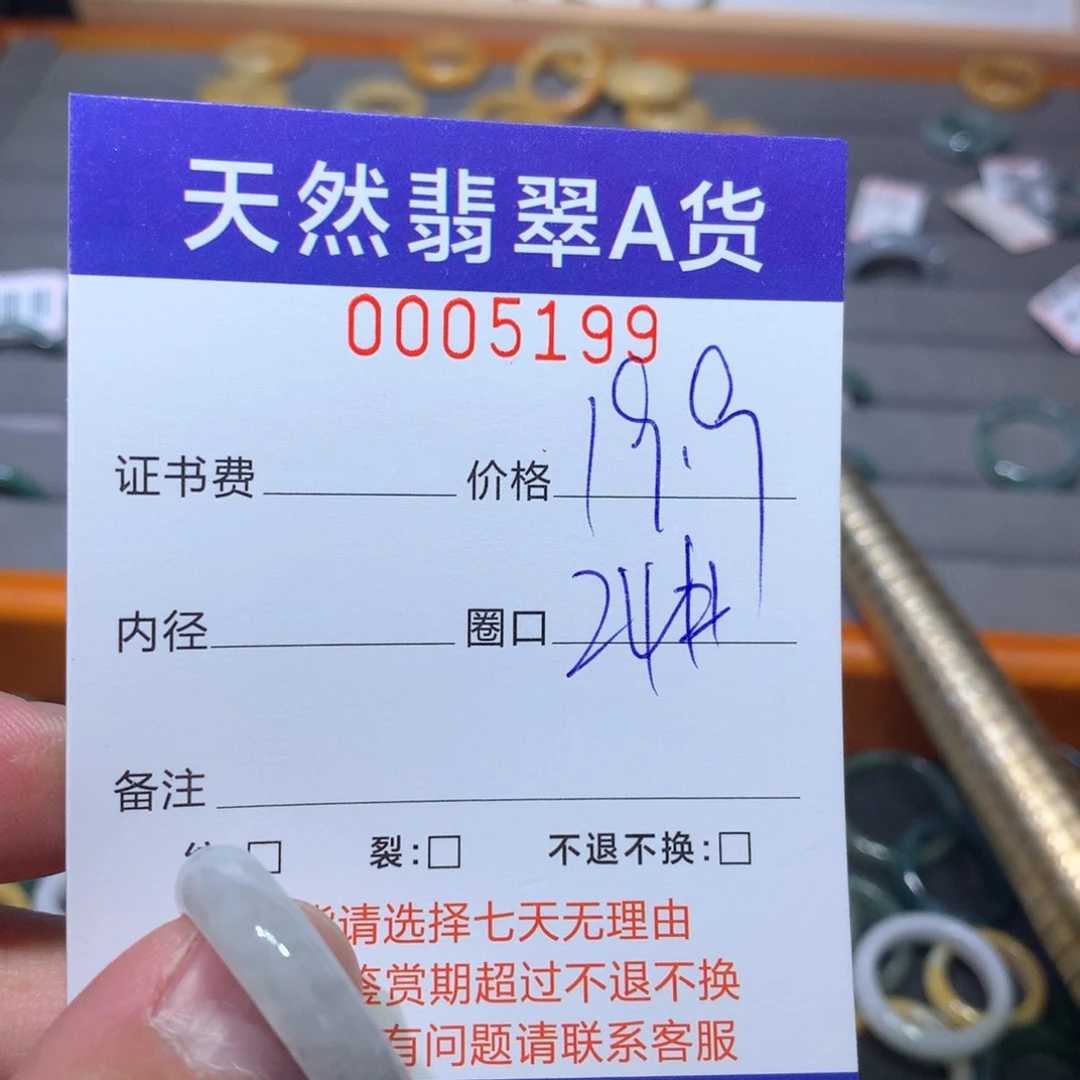 天然翡翠A货
0005199
证书费 价格 19.9
内径 圈口 24#
备注
裂:□ 不退不换:□
请选择七天无理由
鉴赏期超过不退不换
有问题请联系客服